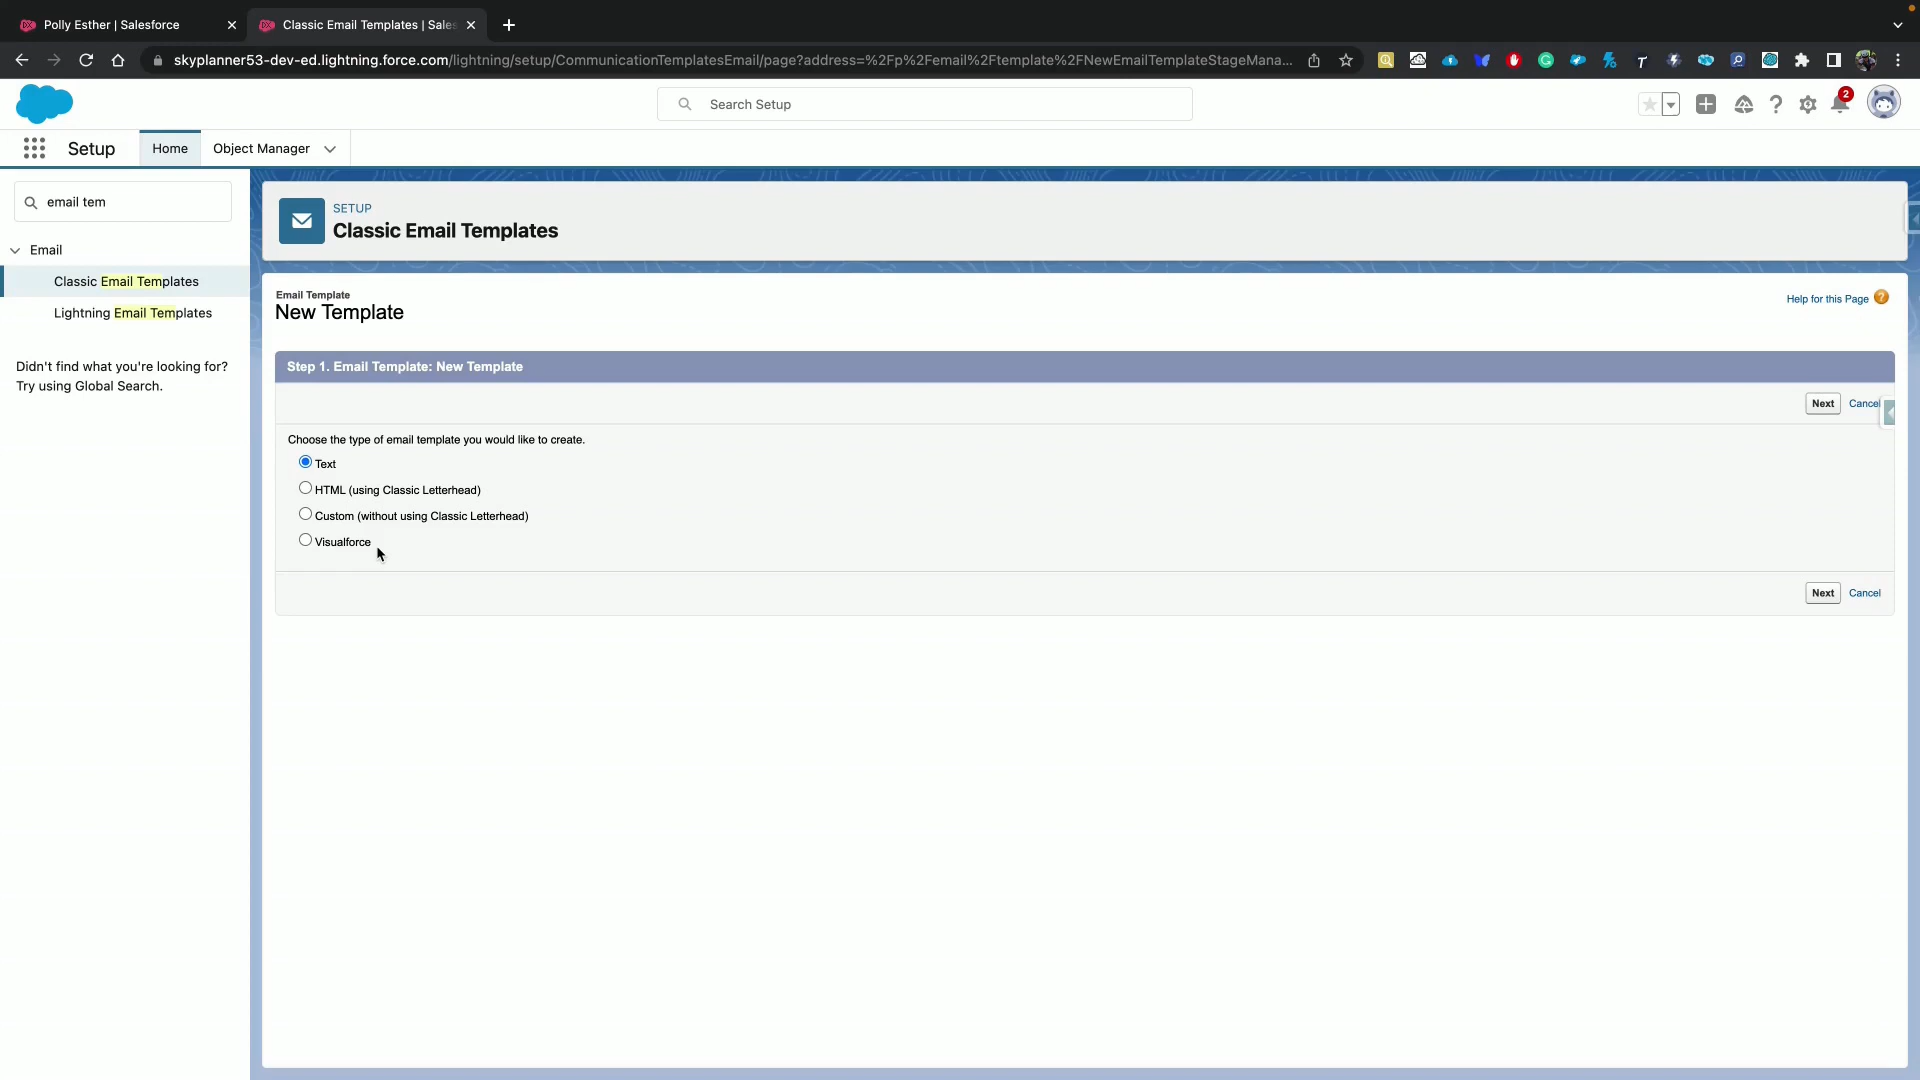 Polly Esther | Salesforce
Classic Email Templates | Sales
skyplanner53-dev-ed.lightning.force.com/lightning/setup/CommunicationTemplatesEmail/page?address=%2Fp%2Femail%2Ftemplate%2FNewEmailTemplateStageMana...
Search Setup
2
Setup
Home
Object Manager
email tem
SETUP
Classic Email Templates
Email
Classic Email Templates
Lightning Email Templates
Didn't find what you're looking for?
Try using Global Search.
Email Template
New Template
Help for this Page
Step 1. Email Template: New Template
Next
Cancel
Choose the type of email template you would like to create.
Text
HTML (using Classic Letterhead)
Custom (without using Classic Letterhead)
Visualforce
Next
Cancel